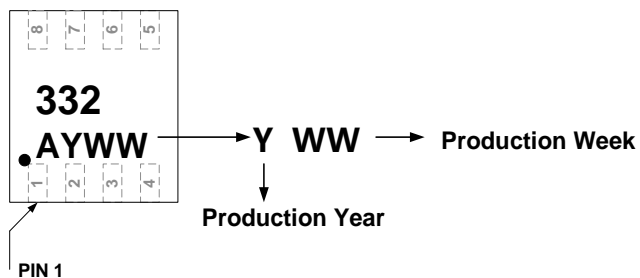 8 7 6 5
332
AYWW
Y WW
Production Week
1 2 3 4
Production Year
PIN 1